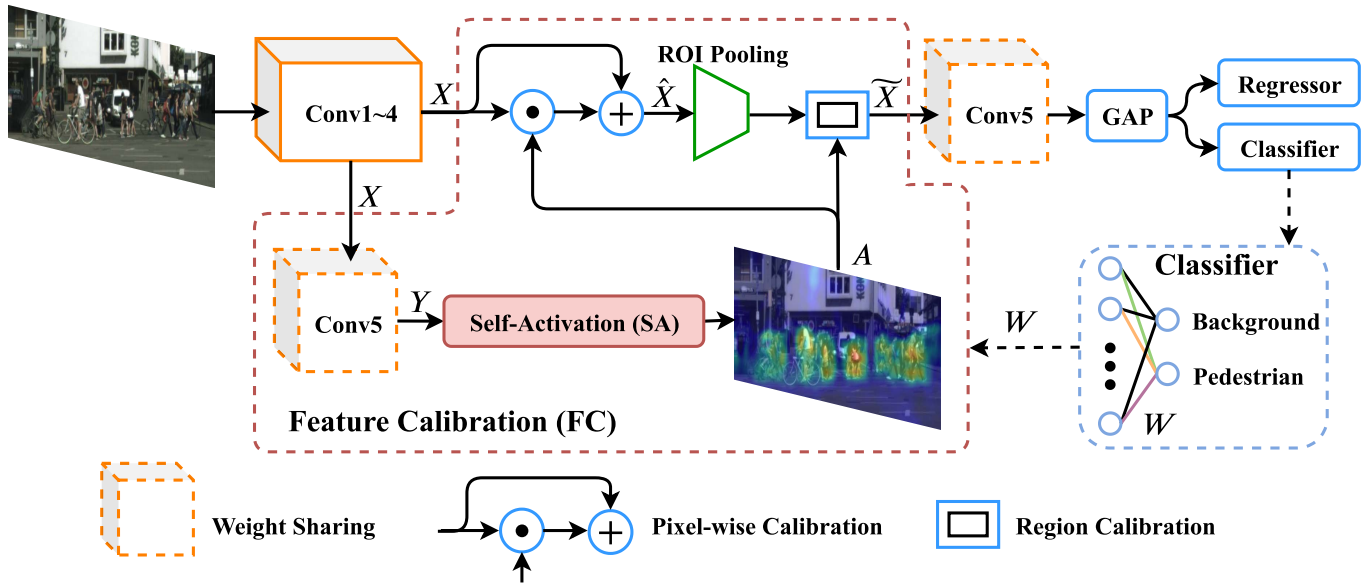 ROI Pooling
Conv1~4
X
X̂
X̃
Conv5
GAP
Regressor
Classifier
X
Conv5
Y
Self-Activation (SA)
A
Feature Calibration (FC)
W
Classifier
Background
Pedestrian
W
Weight Sharing
Pixel-wise Calibration
Region Calibration